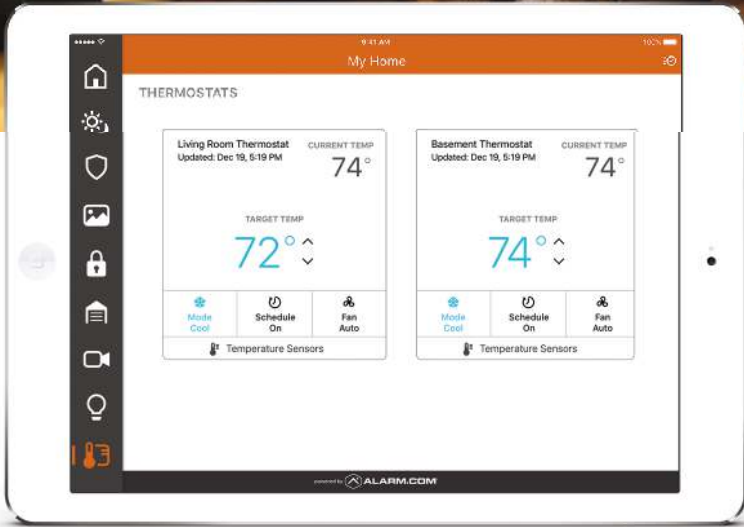 9:41 AM
100%
My Home
THERMOSTATS
Living Room Thermostat
Updated: Dec 19, 5:19 PM
CURRENT TEMP
74°
TARGET TEMP
72°
Mode
Cool
Schedule
On
Fan
Auto
Temperature Sensors
Basement Thermostat
Updated: Dec 19, 5:19 PM
CURRENT TEMP
74°
TARGET TEMP
74°
Mode
Cool
Schedule
On
Fan
Auto
Temperature Sensors
powered by ALARM.COM